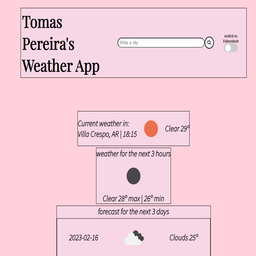 Tomas
Pereira's
Weather App
Write a city
switch to
Fahrenheit
Current weather in:
Villa Crespo, AR | 18:15
Clear 29°
weather for the next 3 hours
Clear 28° max | 26° min
forecast for the next 3 days
2023-02-16
Clouds 25°